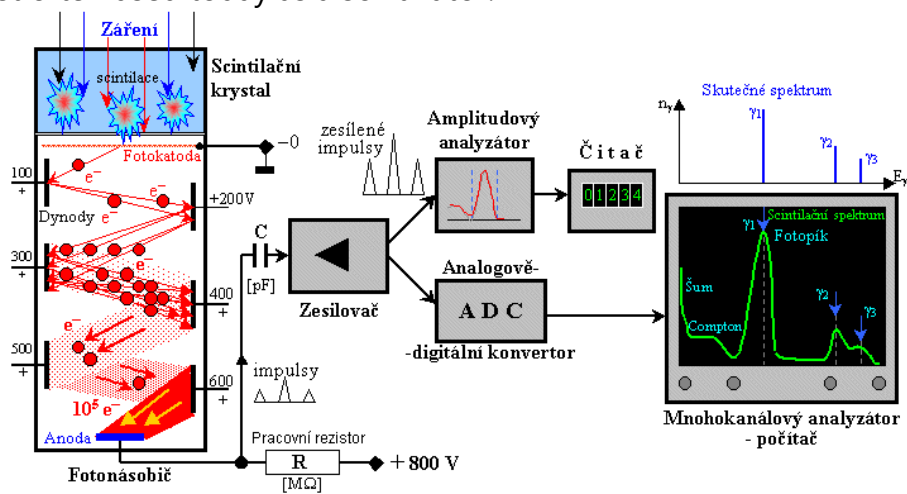 Záření
scintilace
Scintilační
krystal
Fotokatoda
−0
100
+
e⁻
e⁻
+200V
Dynody
e⁻
300
+
e⁻
400
+
e⁻
500
+
600
+
10⁵ e⁻
Anoda
Fotonásobič
zesílené
impulsy
C
[pF]
impulsy
Pracovní rezistor
R
[MΩ]
+800 V
Zesilovač
Amplitudový
analyzátor
Čitač
01234
Analogově-
ADC
-digitální konvertor
Skutečné spektrum
nγ
γ1
γ2
γ3
Eγ
Scintilační spektrum
γ1
Fotopík
Šum
Compton
γ2
γ3
Mnohokanálový analyzátor
- počítač